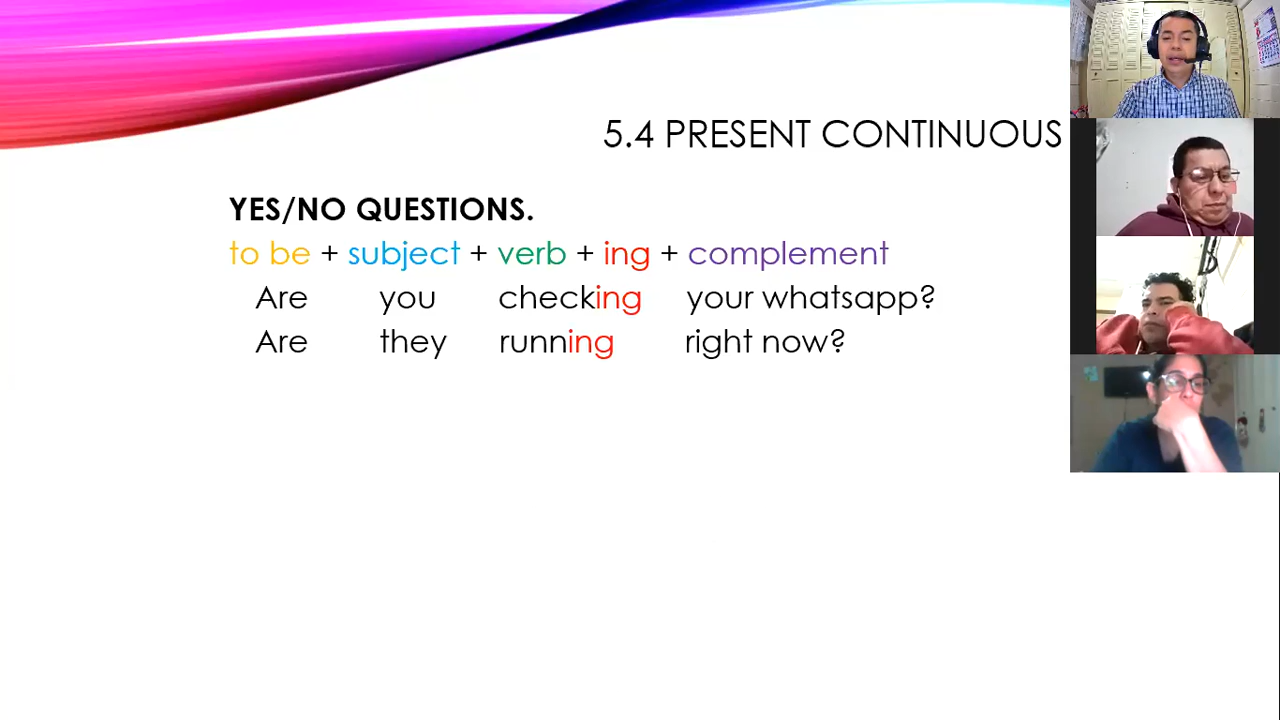 5.4 PRESENT CONTINUOUS
YES/NO QUESTIONS.
to be + subject + verb + ing + complement
Are you checking your whatsapp?
Are they running right now?